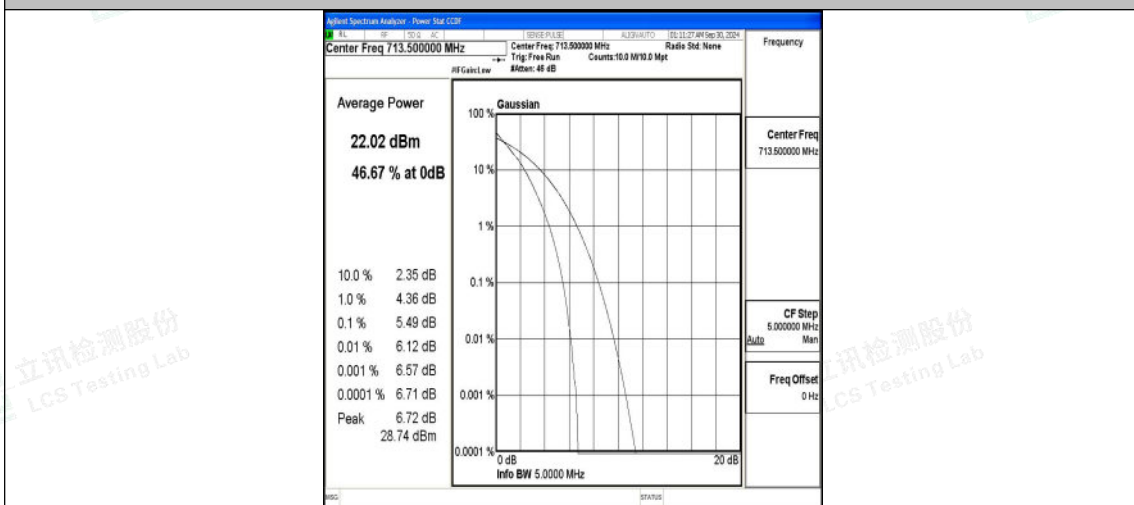 Agilent Spectrum Analyzer - Power Stat CCDF
RL RF 50 Ω AC SENSE:PULSE ALIGNAUTO 01:11:27 AM Sep 30, 2024
Center Freq 713.500000 MHz
Center Freq: 713.500000 MHz
Radio Std: None
Trig: Free Run
Counts:10.0 M/10.0 Mpt
#IFGain:Low
#Atten: 46 dB
Frequency
Average Power
22.02 dBm
46.67 % at 0dB
10.0 % 2.35 dB
1.0 % 4.36 dB
0.1 % 5.49 dB
0.01 % 6.12 dB
0.001 % 6.57 dB
0.0001 % 6.71 dB
Peak 6.72 dB
28.74 dBm
Gaussian
100 %
10 %
1 %
0.1 %
0.01 %
0.001 %
0.0001 %
0 dB
20 dB
Info BW 5.0000 MHz
Center Freq
713.500000 MHz
CF Step
5.000000 MHz
Auto Man
Freq Offset
0 Hz
MSG
STATUS
立讯检测股份
LCS Testing Lab
立讯检测股份
LCS Testing Lab